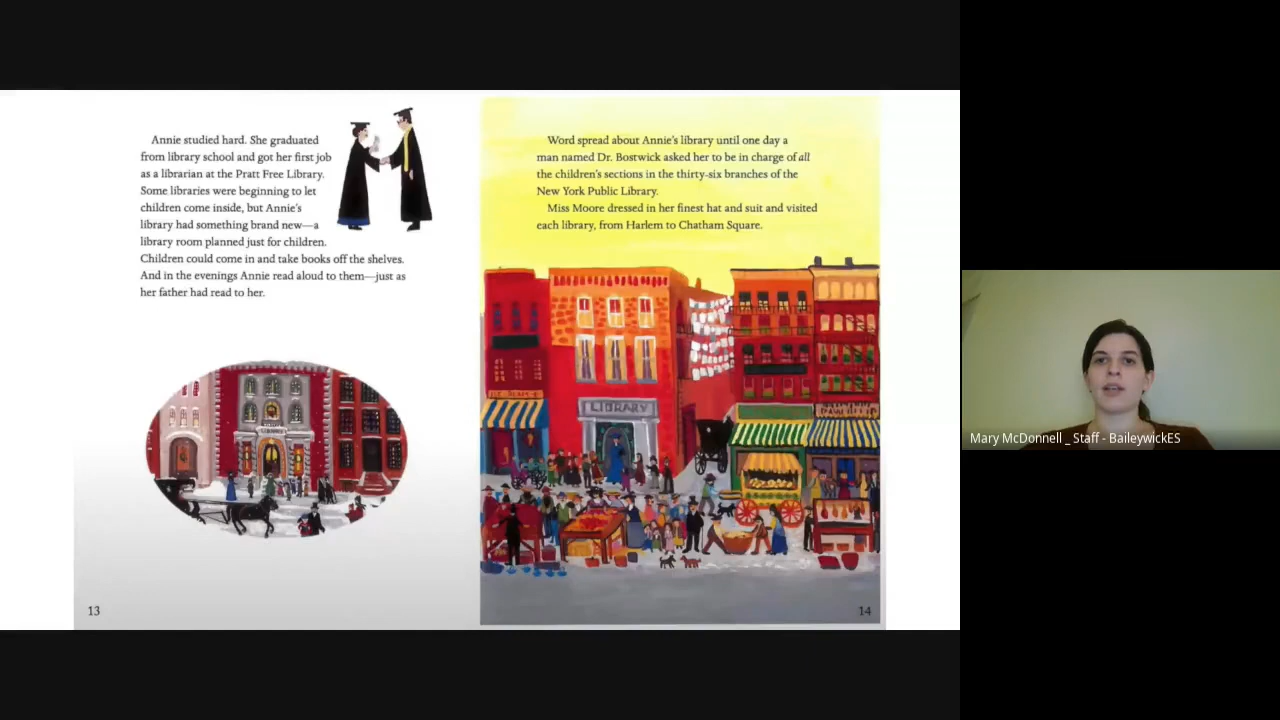 Annie studied hard. She graduated
from library school and got her first job
as a librarian at the Pratt Free Library.
Some libraries were beginning to let
children come inside, but Annie's
library had something brand new—a
library room planned just for children.
Children could come in and take books off the shelves.
And in the evenings Annie read aloud to them—just as
her father had read to her.
13
Word spread about Annie's library until one day a
man named Dr. Bostwick asked her to be in charge of all
the children's sections in the thirty-six branches of the
New York Public Library.
Miss Moore dressed in her finest hat and suit and visited
each library, from Harlem to Chatham Square.
LIBRARY
14
Mary McDonnell _ Staff - BaileywickES